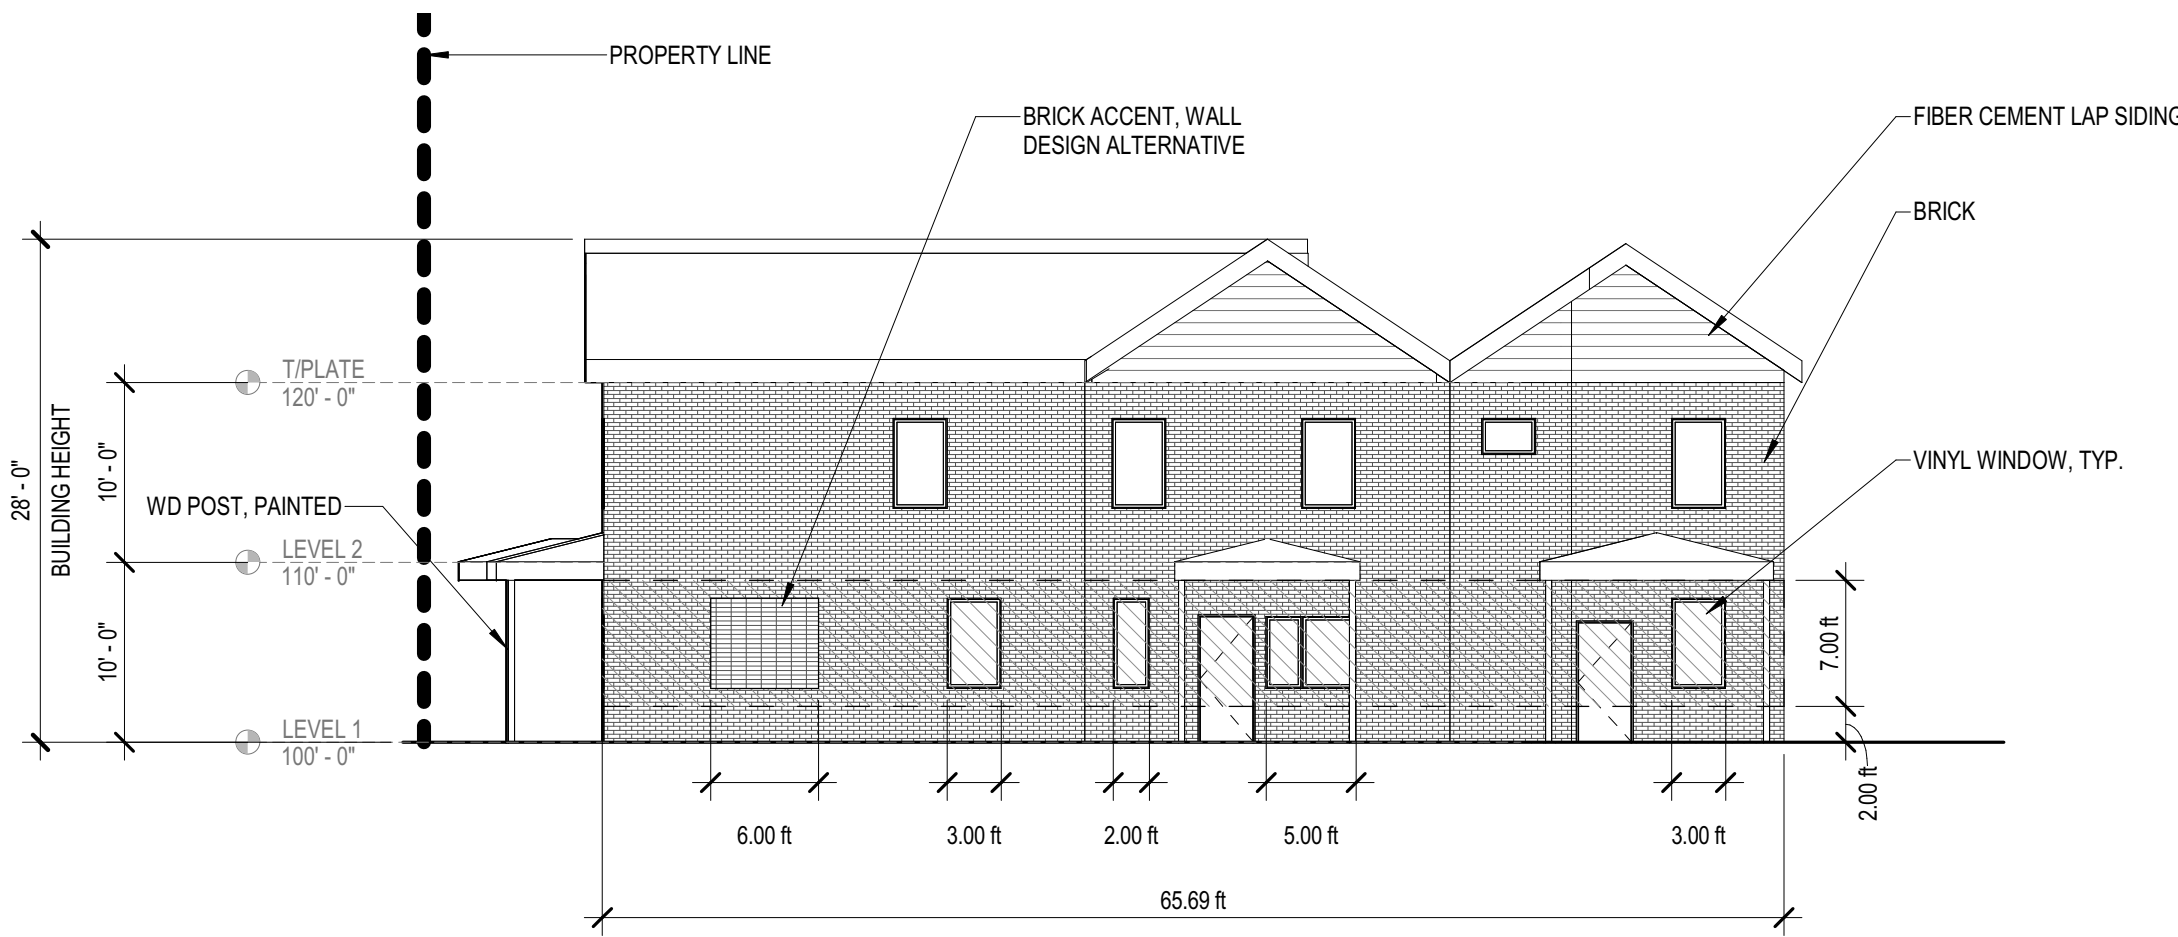 PROPERTY LINE
BRICK ACCENT, WALL
DESIGN ALTERNATIVE
FIBER CEMENT LAP SIDING
BRICK
T/PLATE
120' - 0"
28' - 0"
BUILDING HEIGHT
10' - 0"
WD POST, PAINTED
VINYL WINDOW, TYP.
LEVEL 2
110' - 0"
10' - 0"
7.00 ft
LEVEL 1
100' - 0"
2.00 ft
6.00 ft
3.00 ft
2.00 ft
5.00 ft
3.00 ft
65.69 ft